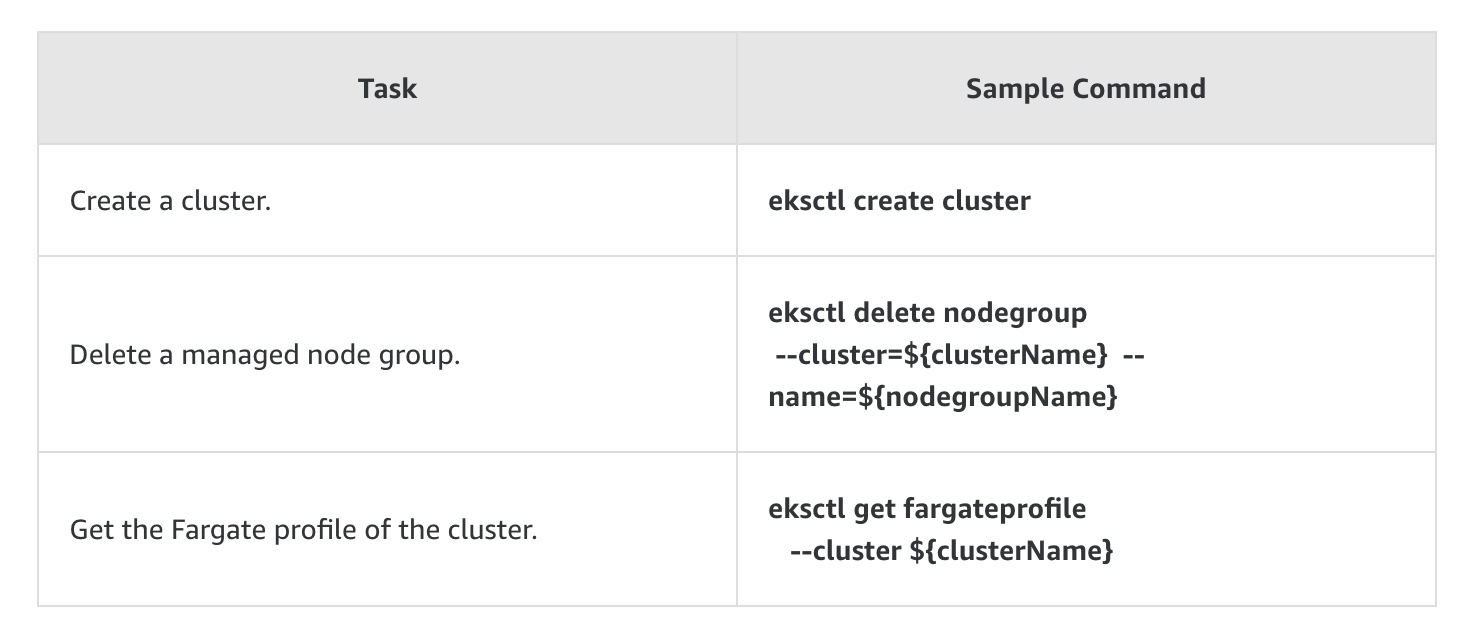 Task
Sample Command
Create a cluster.
eksctl create cluster
Delete a managed node group.
eksctl delete nodegroup
--cluster=${clusterName}  --
name=${nodegroupName}
Get the Fargate profile of the cluster.
eksctl get fargateprofile
--cluster ${clusterName}